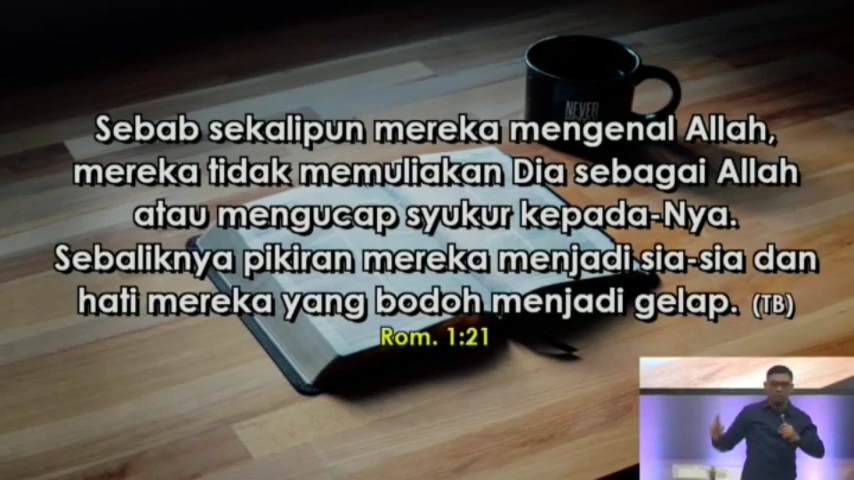 NEVER
Sebab sekalipun mereka mengenal Allah,
mereka tidak memuliakan Dia sebagai Allah
atau mengucap syukur kepada-Nya.
Sebaliknya pikiran mereka menjadi sia-sia dan
hati mereka yang bodoh menjadi gelap. (TB)
Rom. 1:21